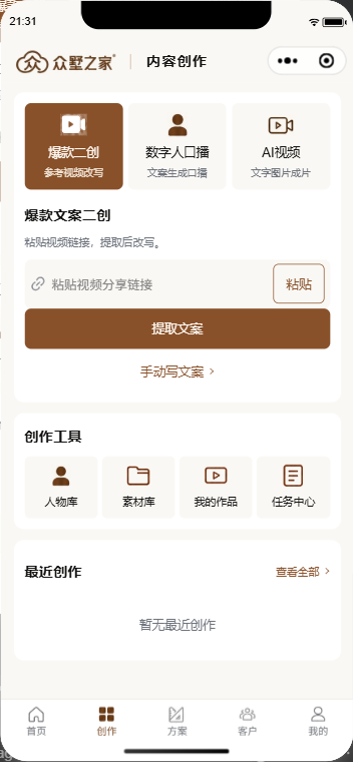 21:31
众墅之家
内容创作
爆款二创
参考视频改写
数字人口播
文案生成口播
AI视频
文字图片成片
爆款文案二创
粘贴视频链接，提取后改写。
粘贴视频分享链接
粘贴
提取文案
手动写文案
创作工具
人物库
素材库
我的作品
任务中心
最近创作
查看全部
暂无最近创作
首页
创作
方案
客户
我的